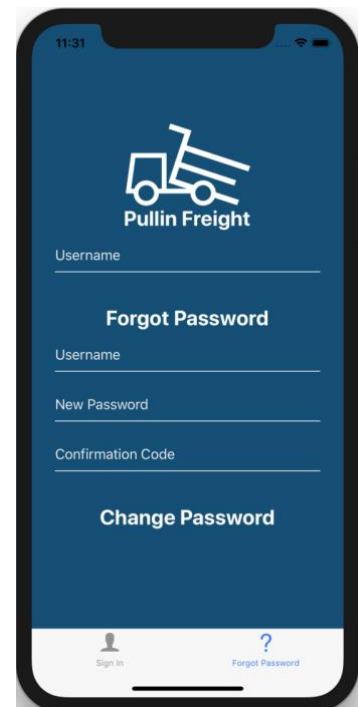 11:31
Pullin Freight
Username
Forgot Password
Username
New Password
Confirmation Code
Change Password
Sign In
Forgot Password